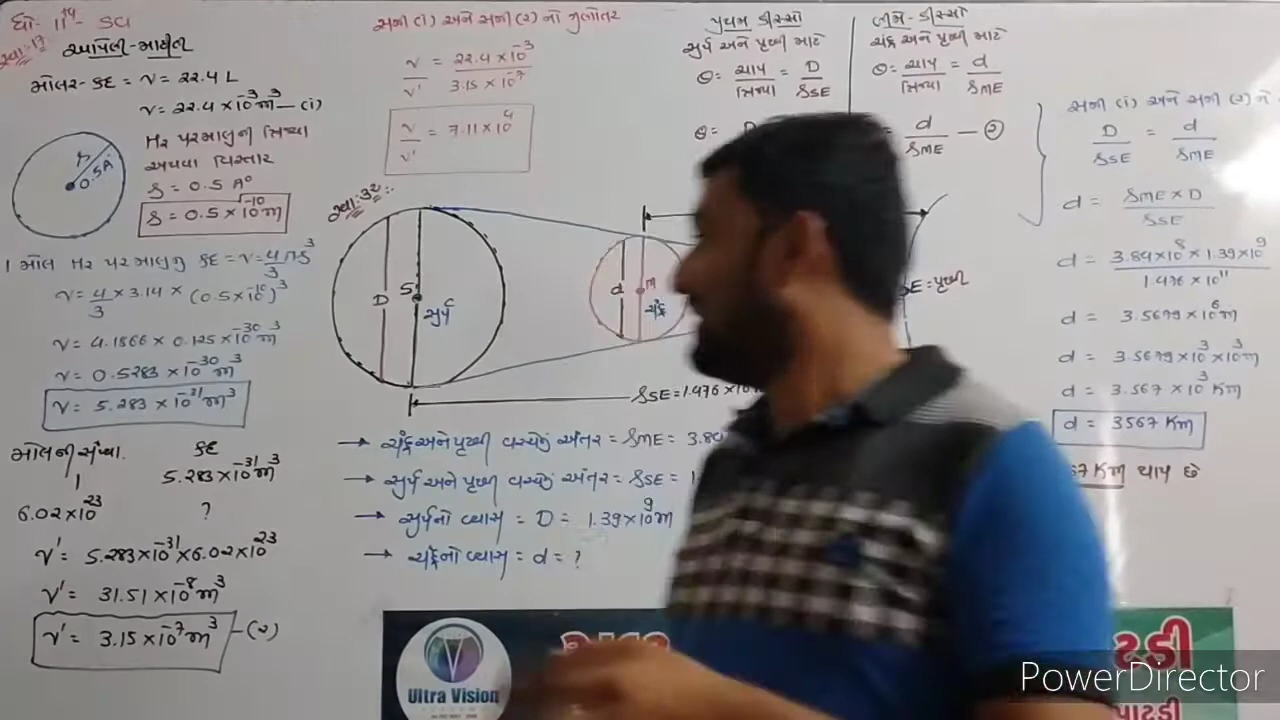 ધો: 11th - SCI
સ્વા: 17
આપેલી - માહિતી
મોલર - કદ = v = 22.4 L
v = 22.4 × 10⁻³ m³ — (i)
H₂ પરમાણુની ત્રિજ્યા
અથવા વિસ્તાર
r
0.5 A°
r = 0.5 A°
r = 0.5 × 10⁻¹⁰ m
1 મોલ H₂ પરમાણુનુ કદ = v = 4/3 πr³
v = 4/3 × 3.14 × (0.5 × 10⁻¹⁰)³
v = 4.1866 × 0.125 × 10⁻³⁰ m³
v = 0.5283 × 10⁻³⁰ m³
v = 5.283 × 10⁻³¹ m³
મોલની સંખ્યા. કદ
1 5.283 × 10⁻³¹ m³
6.02 × 10²³ ?
v' = 5.283 × 10⁻³¹ × 6.02 × 10²³
v' = 31.51 × 10⁻⁸ m³
v' = 3.15 × 10⁻⁷ m³ — (2)
સમી (i) અને સમી (2) નો ગુણોતર
v/v' = 22.4 × 10⁻³ / 3.15 × 10⁻⁷
v/v' = 7.11 × 10⁴
સ્વા: 32 :-
D
S
સુર્ય
d
M
ચંદ્ર
E = પૃથ્વી
rSE = 1.496 × 10
→ ચંદ્ર અને પૃથ્વી વચ્ચેનું અંતર = rME = 3.84
→ સુર્ય અને પૃથ્વી વચ્ચેનું અંતર = rSE = 1
→ સુર્યનો વ્યાસ = D = 1.39 × 10⁹ m
→ ચંદ્રનો વ્યાસ = d = ?
પ્રથમ કીસ્સો
સુર્ય અને પૃથ્વી માટે
θ = ચાપ/ત્રિજ્યા = D/rSE
θ = D
બીજો - કીસ્સો
ચંદ્ર અને પૃથ્વી માટે
θ = ચાપ/ત્રિજ્યા = d/rME
= d/rME — (2)
સમી (i) અને સમી (2) ને
D/rSE = d/rME
d = rME × D / rSE
d = 3.84 × 10⁸ × 1.39 × 10⁹ / 1.496 × 10¹¹
d = 3.5679 × 10⁶ m
d = 3.5679 × 10³ × 10³ m
d = 3.567 × 10³ Km
d = 3567 Km
67 Km થાય છે
Ultra Vision
ટડી
પાટડી
PowerDirector